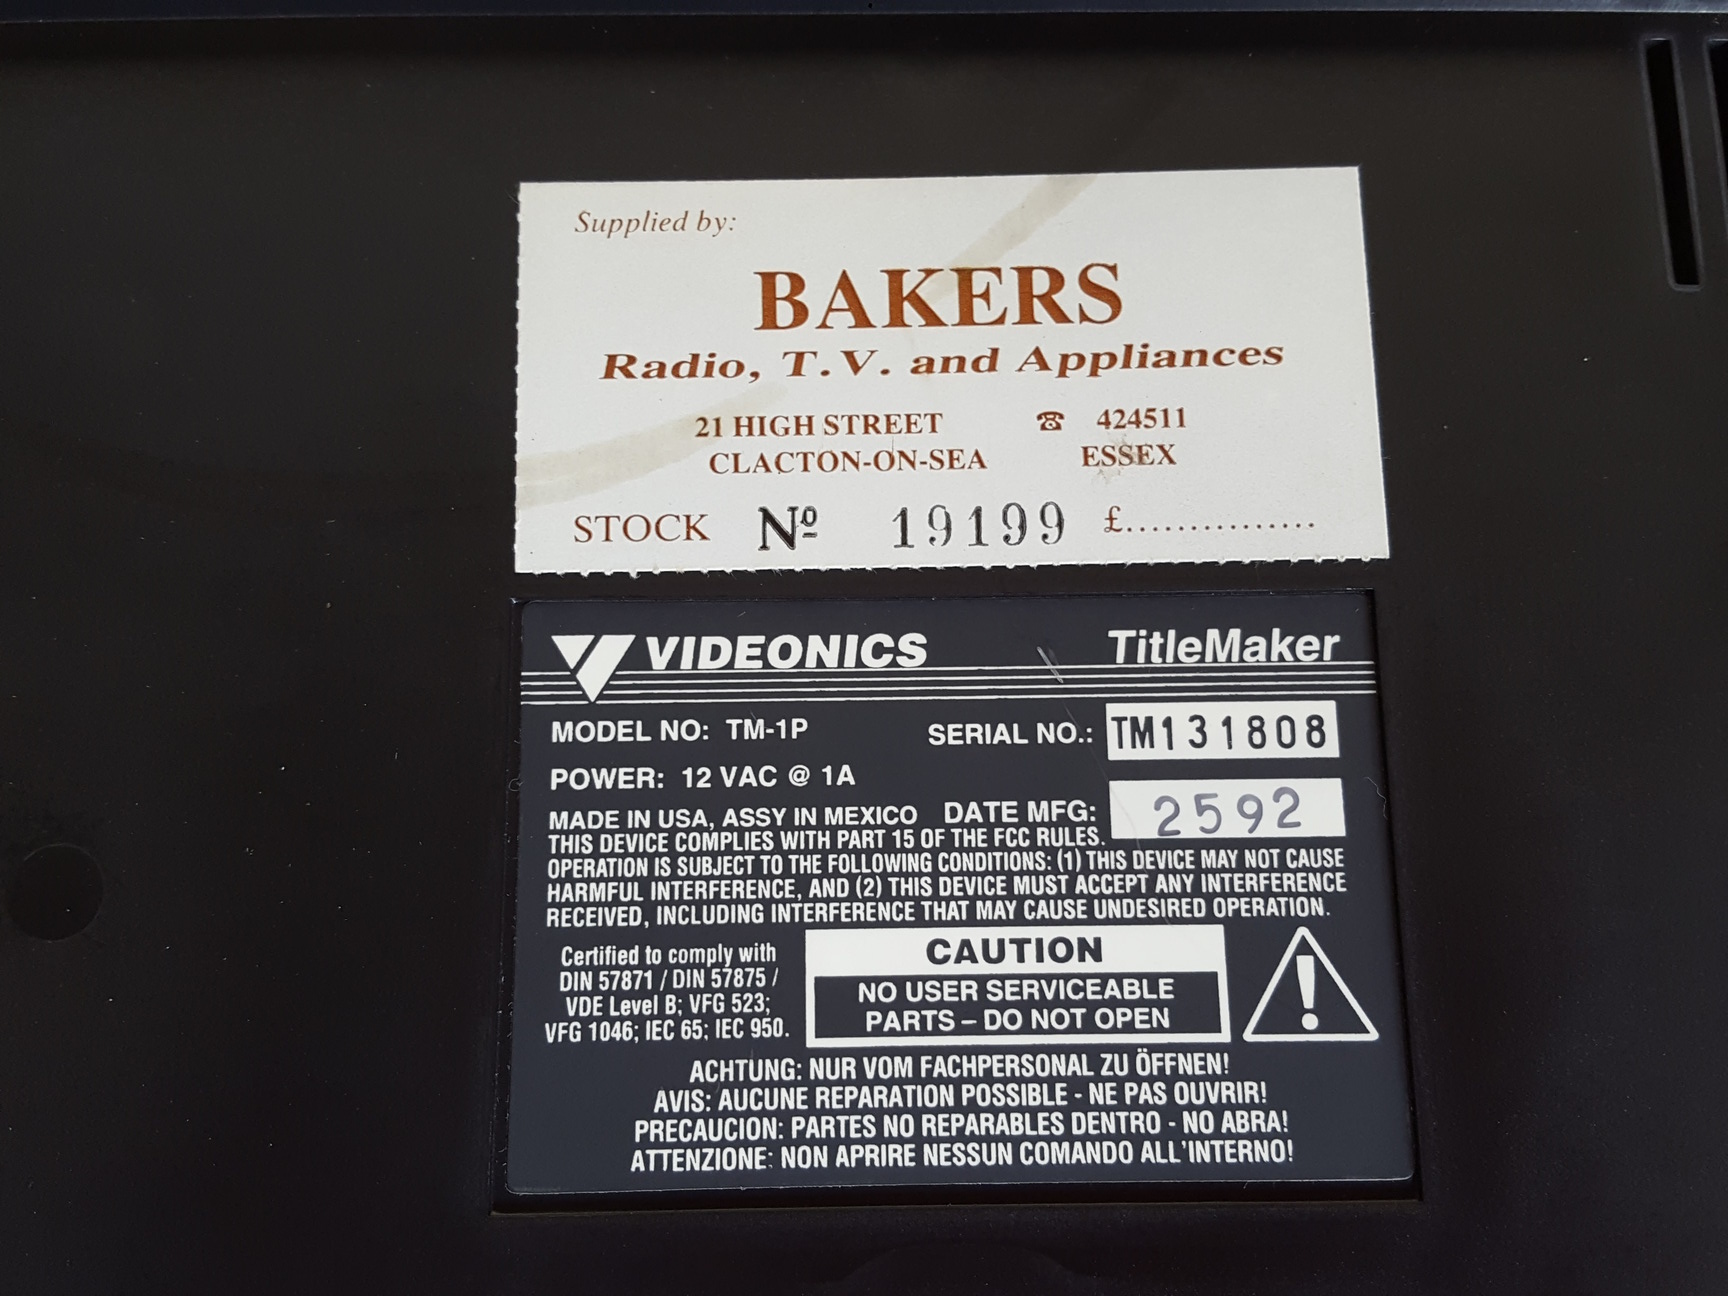 Supplied by:
BAKERS
Radio, T.V. and Appliances
21 HIGH STREET ☎ 424511
CLACTON-ON-SEA ESSEX
STOCK Nº 19199 £...............
VIDEONICS TitleMaker
MODEL NO: TM-1P SERIAL NO.: TM131808
POWER: 12 VAC @ 1A
MADE IN USA, ASSY IN MEXICO DATE MFG: 2592
THIS DEVICE COMPLIES WITH PART 15 OF THE FCC RULES.
OPERATION IS SUBJECT TO THE FOLLOWING CONDITIONS: (1) THIS DEVICE MAY NOT CAUSE
HARMFUL INTERFERENCE, AND (2) THIS DEVICE MUST ACCEPT ANY INTERFERENCE
RECEIVED, INCLUDING INTERFERENCE THAT MAY CAUSE UNDESIRED OPERATION.
Certified to comply with
DIN 57871 / DIN 57875 /
VDE Level B; VFG 523;
VFG 1046; IEC 65; IEC 950.
CAUTION
NO USER SERVICEABLE
PARTS – DO NOT OPEN
!
ACHTUNG: NUR VOM FACHPERSONAL ZU ÖFFNEN!
AVIS: AUCUNE REPARATION POSSIBLE - NE PAS OUVRIR!
PRECAUCION: PARTES NO REPARABLES DENTRO - NO ABRA!
ATTENZIONE: NON APRIRE NESSUN COMANDO ALL'INTERNO!